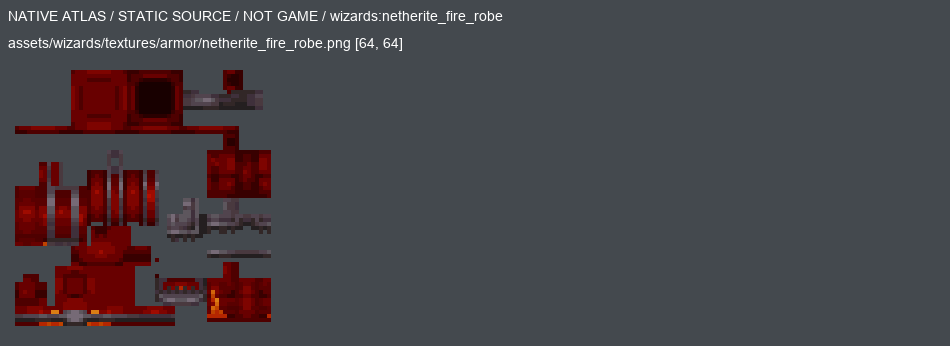 NATIVE ATLAS / STATIC SOURCE / NOT GAME / wizards:netherite_fire_robe
assets/wizards/textures/armor/netherite_fire_robe.png [64, 64]